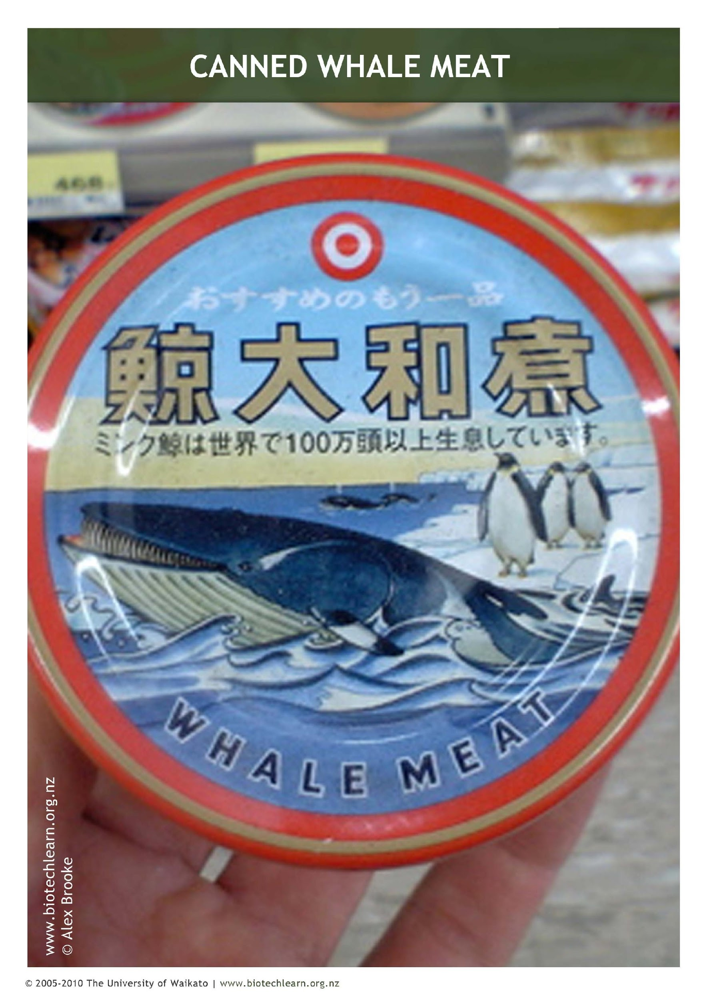 CANNED WHALE MEAT
468
おすすめのもう一品
鯨大和煮
ミンク鯨は世界で100万頭以上生息しています。
WHALE MEAT
www.biotechlearn.org.nz
© Alex Brooke
© 2005-2010 The University of Waikato | www.biotechlearn.org.nz